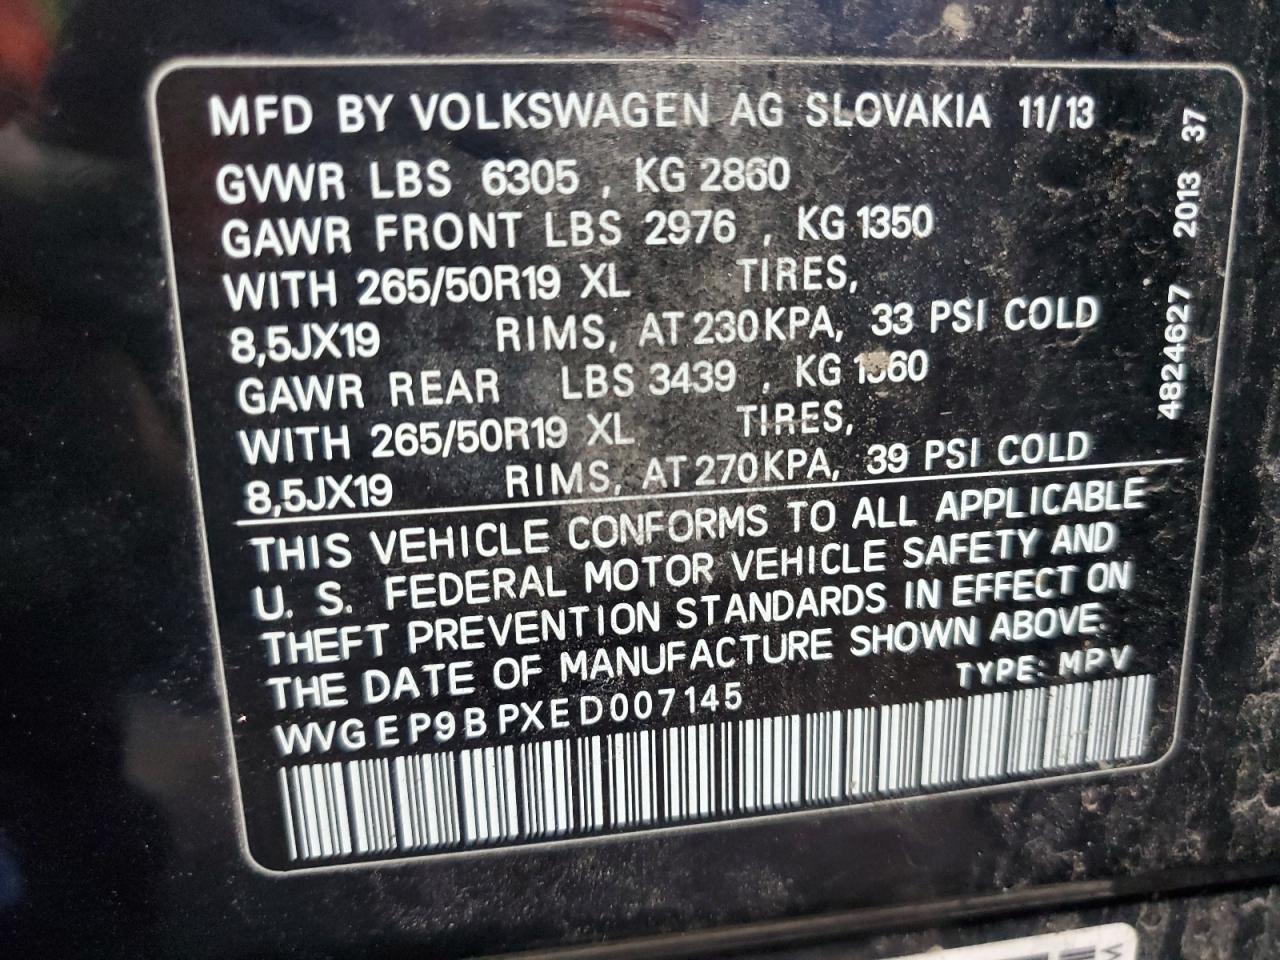 MFD BY VOLKSWAGEN AG SLOVAKIA 11/13
GVWR LBS 6305 , KG 2860
GAWR FRONT LBS 2976 , KG 1350
WITH 265/50R19 XL TIRES,
8,5JX19 RIMS, AT 230KPA, 33 PSI COLD
GAWR REAR LBS 3439 , KG 1560
WITH 265/50R19 XL TIRES,
8,5JX19 RIMS, AT 270KPA, 39 PSI COLD
THIS VEHICLE CONFORMS TO ALL APPLICABLE
U. S. FEDERAL MOTOR VEHICLE SAFETY AND
THEFT PREVENTION STANDARDS IN EFFECT ON
THE DATE OF MANUFACTURE SHOWN ABOVE.
WVGEP9BPXED007145 TYPE: MPV
4824627 2013 37